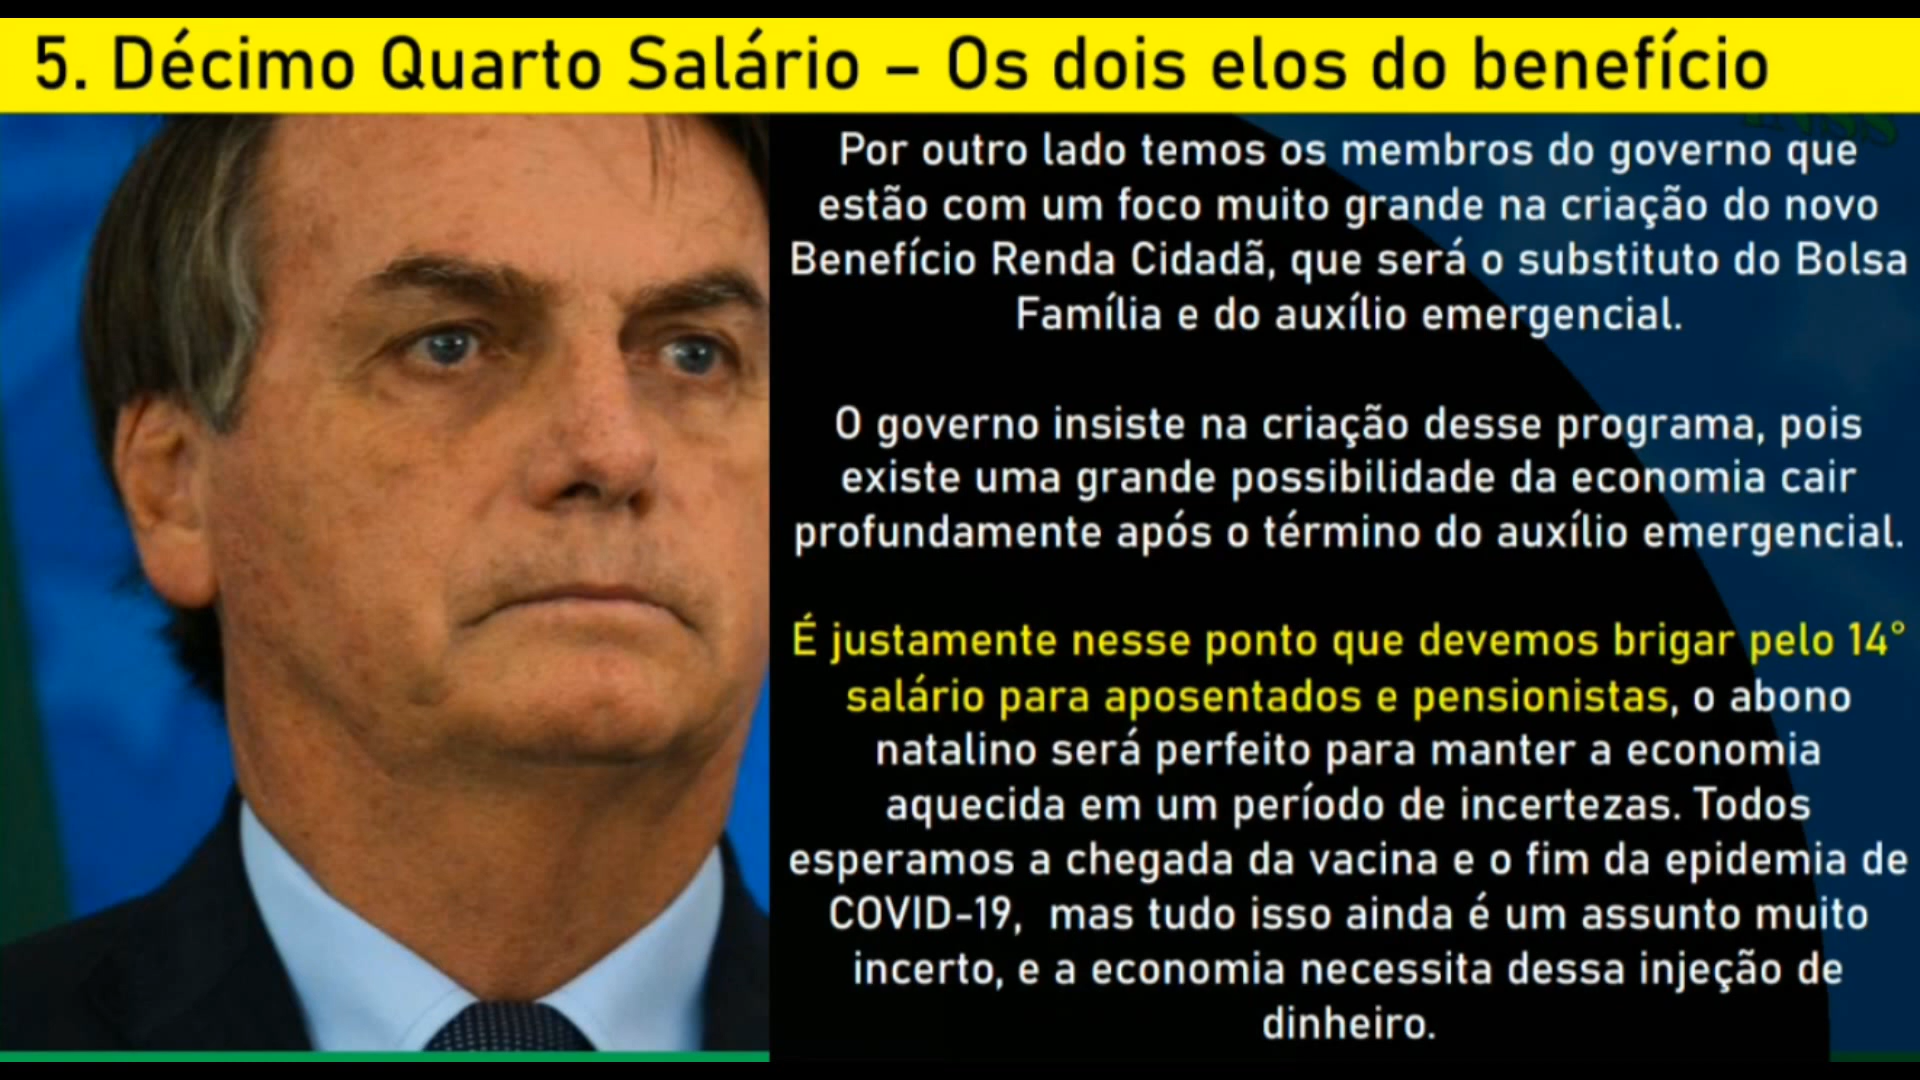 5. Décimo Quarto Salário – Os dois elos do benefício
Por outro lado temos os membros do governo que
estão com um foco muito grande na criação do novo
Benefício Renda Cidadã, que será o substituto do Bolsa
Família e do auxílio emergencial.
O governo insiste na criação desse programa, pois
existe uma grande possibilidade da economia cair
profundamente após o término do auxílio emergencial.
É justamente nesse ponto que devemos brigar pelo 14°
salário para aposentados e pensionistas, o abono
natalino será perfeito para manter a economia
aquecida em um período de incertezas. Todos
esperamos a chegada da vacina e o fim da epidemia de
COVID-19,  mas tudo isso ainda é um assunto muito
incerto, e a economia necessita dessa injeção de
dinheiro.